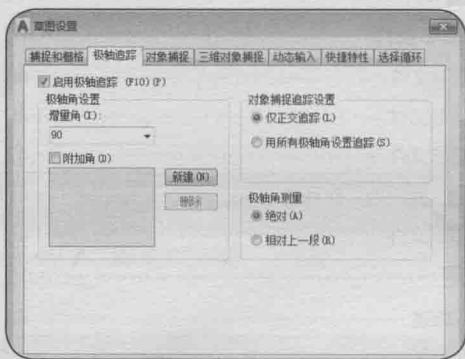 草图设置
捕捉和栅格 极轴追踪 对象捕捉 三维对象捕捉 动态输入 快捷特性 选择循环
启用极轴追踪 (F10)(P)
极轴角设置
增量角(I):
90
附加角(D)
新建(N)
删除
对象捕捉追踪设置
仅正交追踪(L)
用所有极轴角设置追踪(S)
极轴角测量
绝对(A)
相对上一段(R)